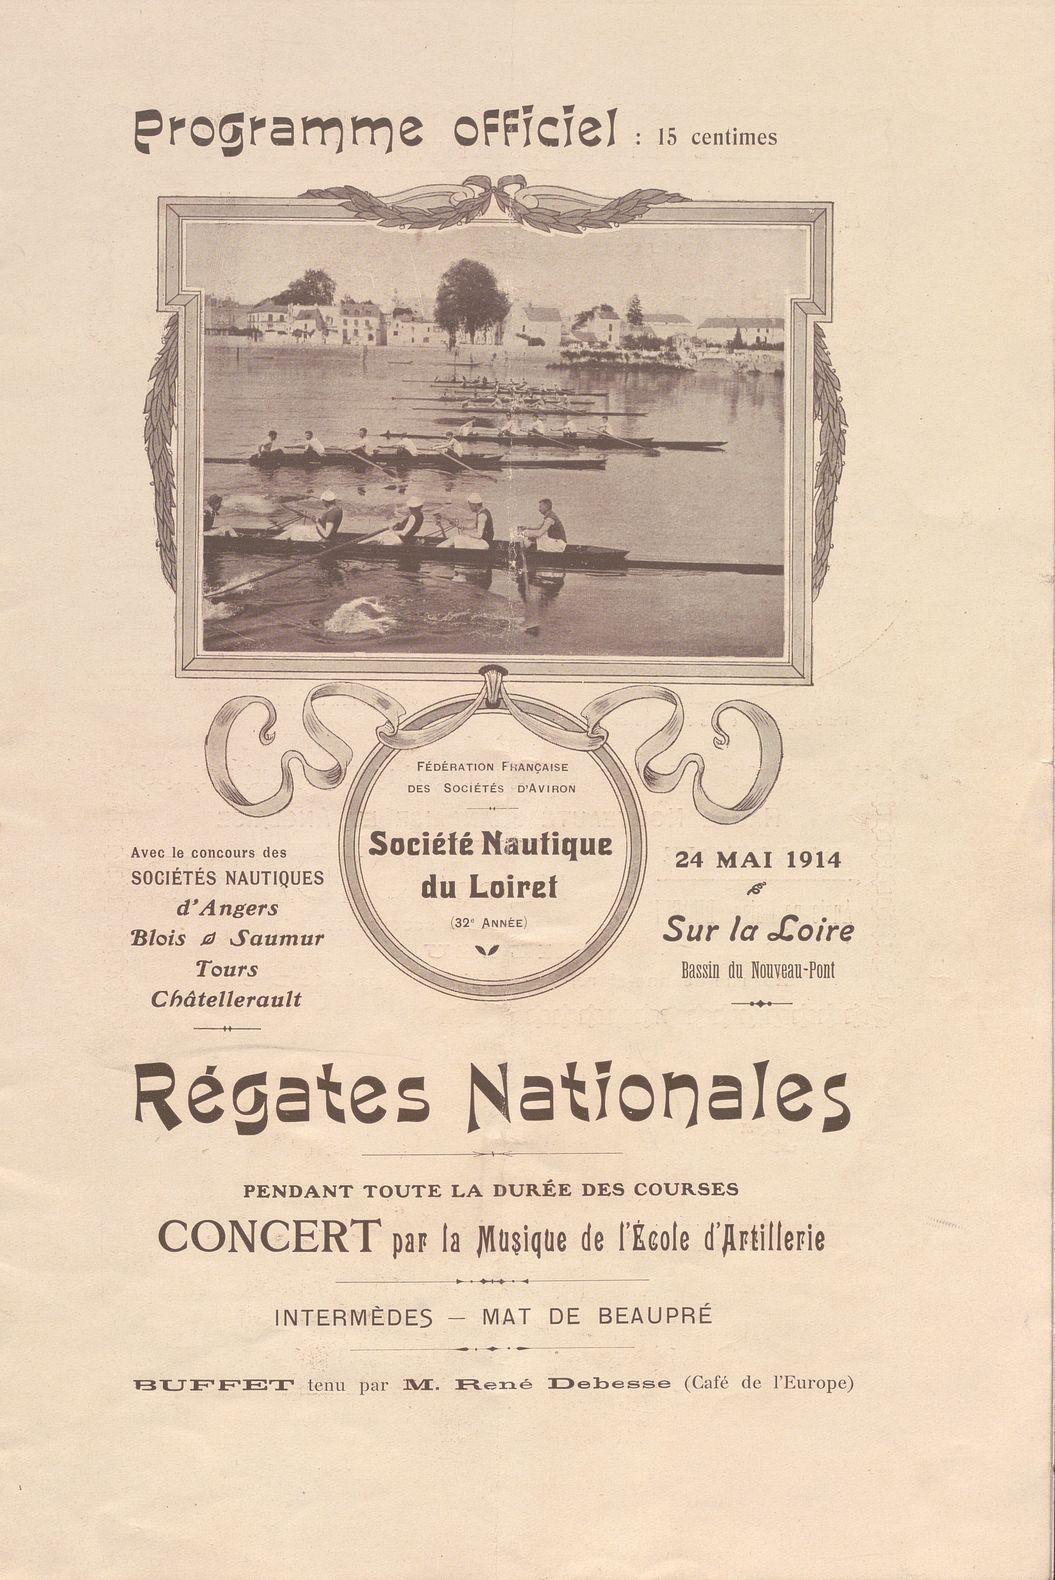 Programme officiel : 15 centimes
FÉDÉRATION FRANÇAISE
DES SOCIÉTÉS D'AVIRON
Société Nautique
du Loiret
(32e ANNÉE)
Avec le concours des
SOCIÉTÉS NAUTIQUES
d'Angers
Blois Saumur
Tours
Châtellerault
24 MAI 1914
Sur la Loire
Bassin du Nouveau-Pont
Régates Nationales
PENDANT TOUTE LA DURÉE DES COURSES
CONCERT par la Musique de l'École d'Artillerie
INTERMÈDES — MAT DE BEAUPRÉ
BUFFET tenu par M. René Debesse (Café de l'Europe)